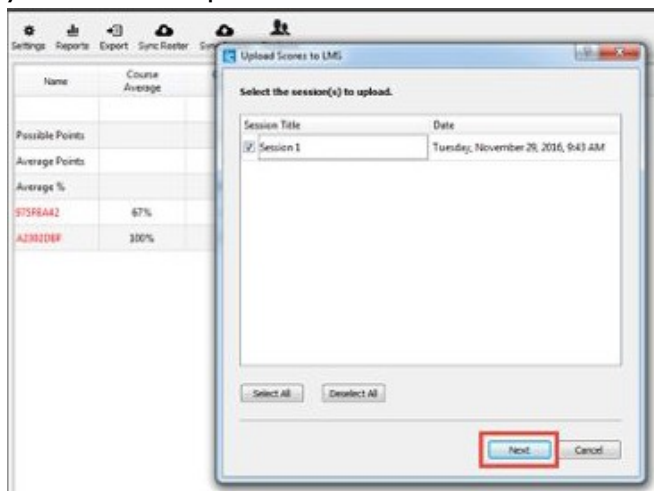 Settings Reports Export Sync Roster
Upload Scores to LMS
Name Course Average
Select the session(s) to upload.
Session Title Date
Session 1 Tuesday, November 29, 2016, 9:43 AM
Possible Points
Average Points
Average %
67%
100%
Select All Deselect All
Next Cancel